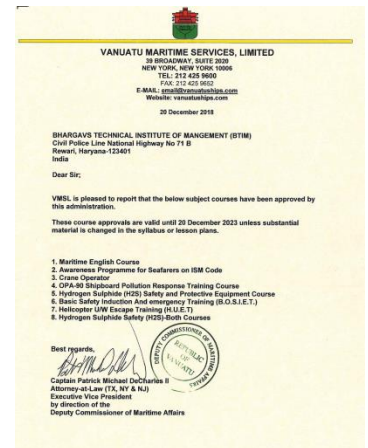 VANUATU MARITIME SERVICES, LIMITED
39 BROADWAY, SUITE 2020
NEW YORK, NEW YORK 10006
TEL: 212 425 9600
FAX: 212 425 9652
E-MAIL: email@vanuatuships.com
Website: vanuatuships.com
20 December 2018
BHARGAVS TECHNICAL INSTITUTE OF MANGEMENT (BTIM)
Civil Police Line National Highway No 71 B
Rewari, Haryana-123401
India
Dear Sir;
VMSL is pleased to report that the below subject courses have been approved by
this administration.
These course approvals are valid until 20 December 2023 unless substantial
material is changed in the syllabus or lesson plans.
1. Maritime English Course
2. Awareness Programme for Seafarers on ISM Code
3. Crane Operator
4. OPA-90 Shipboard Pollution Response Training Course
5. Hydrogen Sulphide (H2S) Safety and Protective Equipment Course
6. Basic Safety Induction And emergency Training (B.O.S.I.E.T.)
7. Helicopter U/W Escape Training (H.U.E.T)
8. Hydrogen Sulphide Safety (H2S)-Both Courses
Best regards,
DEPUTY COMMISSIONER OF MARITIME AFFAIRS
REPUBLIC
OF
VANUATU
Captain Patrick Michael DeCharles II
Attorney-at-Law (TX, NY & NJ)
Executive Vice President
by direction of the
Deputy Commissioner of Maritime Affairs